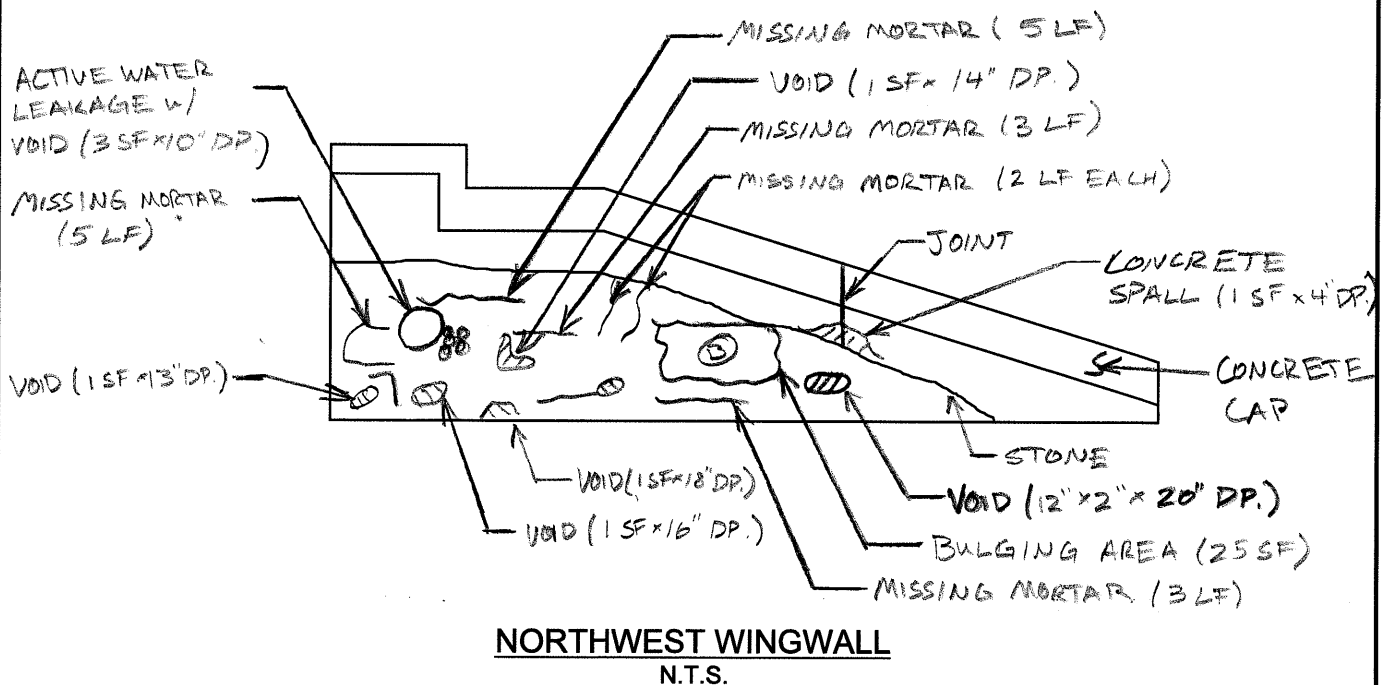 MISSING MORTAR ( 5 LF)
ACTIVE WATER
LEAKAGE W/
VOID (3 SF x 10" DP.)
VOID (1 SF x 14" DP.)
MISSING MORTAR (3 LF)
MISSING MORTAR (2 LF EACH)
MISSING MORTAR
(5 LF)
JOINT
CONCRETE
SPALL (1 SF x 4" DP.)
B
VOID (1 SF x 13" DP.)
CONCRETE
CAP
STONE
VOID (1 SF x 18" DP.)
VOID (12" x 2" x 20" DP.)
VOID (1 SF x 16" DP.)
BULGING AREA (25 SF)
MISSING MORTAR (3 LF)
NORTHWEST WINGWALL
N.T.S.